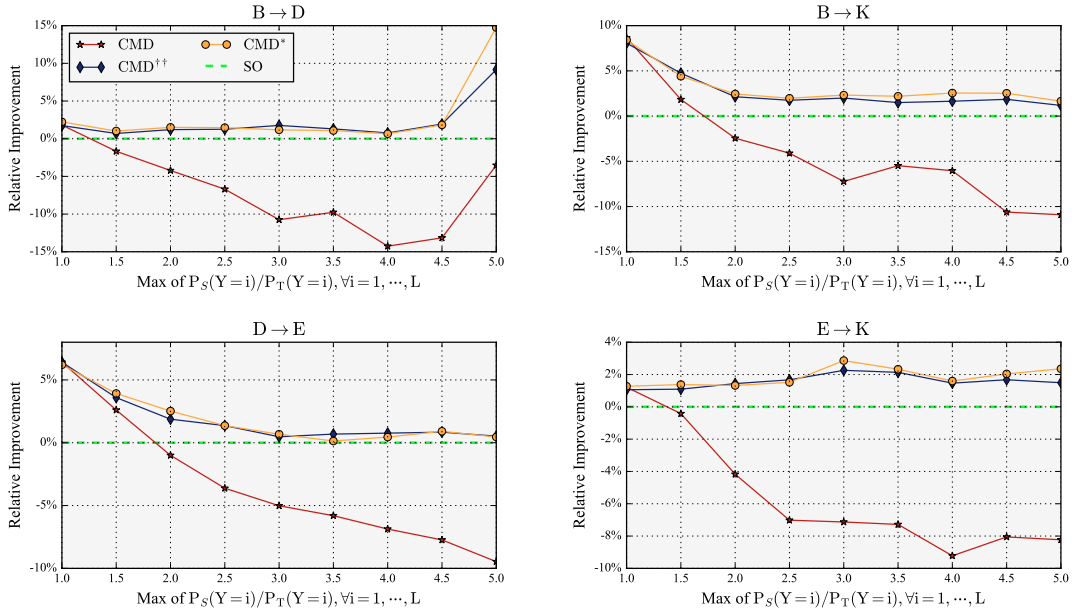 B → D
15%
10%
5%
0%
-5%
-10%
-15%
Relative Improvement
CMD
CMD††
CMD*
SO
1.0 1.5 2.0 2.5 3.0 3.5 4.0 4.5 5.0
Max of P_S(Y = i)/P_T(Y = i), ∀i = 1, ⋯, L
B → K
10%
5%
0%
-5%
-10%
-15%
Relative Improvement
1.0 1.5 2.0 2.5 3.0 3.5 4.0 4.5 5.0
Max of P_S(Y = i)/P_T(Y = i), ∀i = 1, ⋯, L
D → E
5%
0%
-5%
-10%
Relative Improvement
1.0 1.5 2.0 2.5 3.0 3.5 4.0 4.5 5.0
Max of P_S(Y = i)/P_T(Y = i), ∀i = 1, ⋯, L
E → K
4%
2%
0%
-2%
-4%
-6%
-8%
-10%
Relative Improvement
1.0 1.5 2.0 2.5 3.0 3.5 4.0 4.5 5.0
Max of P_S(Y = i)/P_T(Y = i), ∀i = 1, ⋯, L